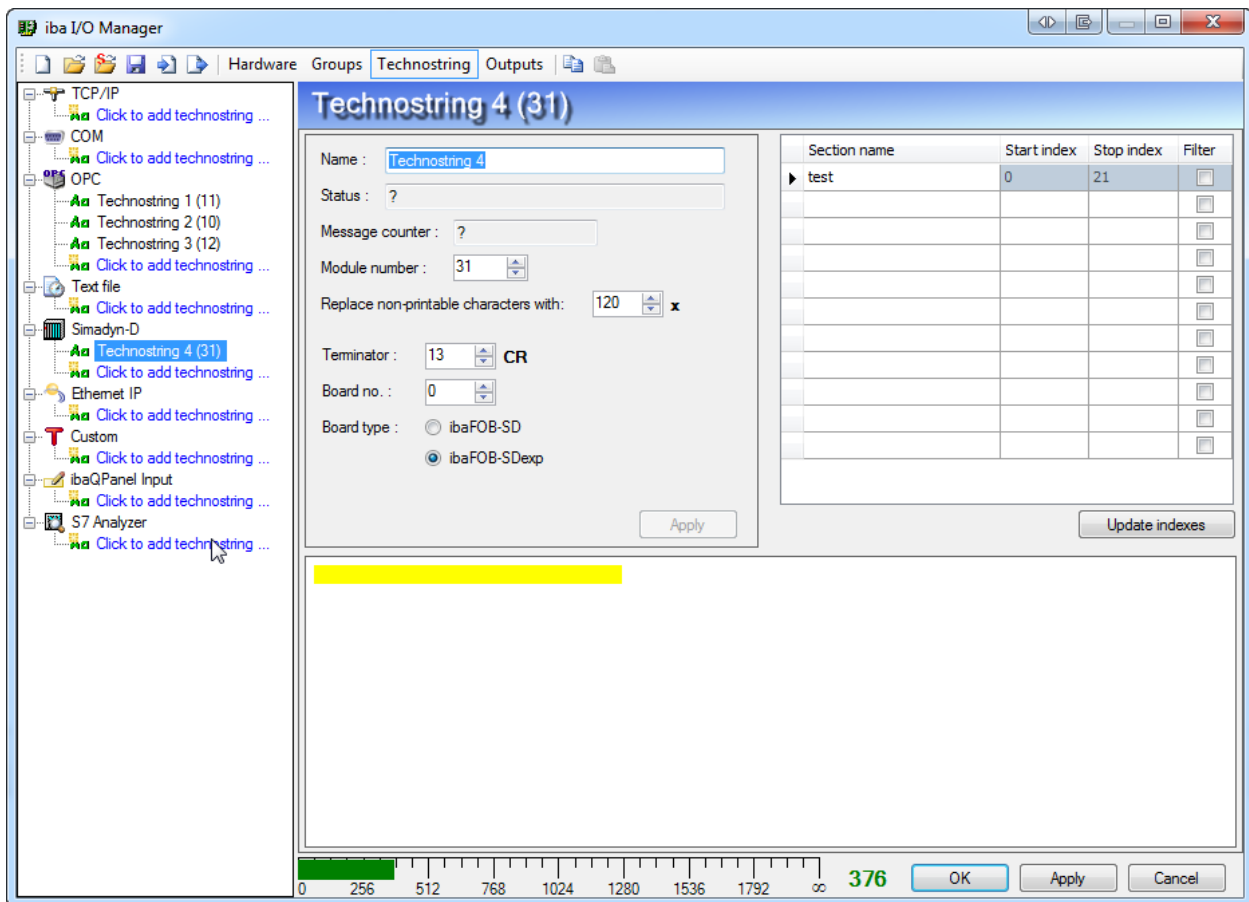 iba I/O Manager
Hardware Groups Technostring Outputs
TCP/IP
Click to add technostring ...
COM
Click to add technostring ...
OPC
Technostring 1 (11)
Technostring 2 (10)
Technostring 3 (12)
Click to add technostring ...
Text file
Click to add technostring ...
Simadyn-D
Technostring 4 (31)
Click to add technostring ...
Ethernet IP
Click to add technostring ...
Custom
Click to add technostring ...
ibaQPanel Input
Click to add technostring ...
S7 Analyzer
Click to add technostring ...
Technostring 4 (31)
Name : Technostring 4
Status : ?
Message counter : ?
Module number : 31
Replace non-printable characters with: 120 x
Terminator : 13 CR
Board no. : 0
Board type : ibaFOB-SD
ibaFOB-SDexp
Apply
Section name Start index Stop index Filter
test 0 21
Update indexes
0 256 512 768 1024 1280 1536 1792 ∞
376 OK Apply Cancel